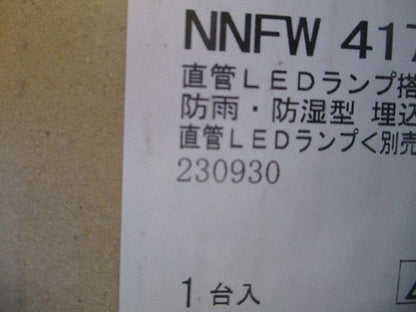 NNFW 417
直管LEDランプ搭
防雨・防湿型 埋込
直管LEDランプ<別売
230930
1台入